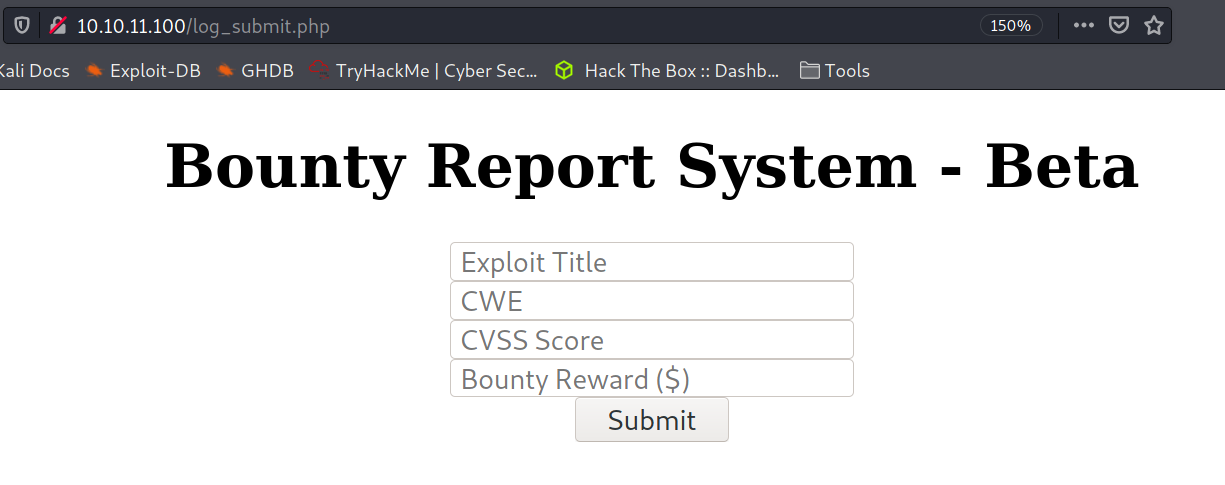 10.10.11.100/log_submit.php 150%
Kali Docs Exploit-DB GHDB TryHackMe | Cyber Sec... Hack The Box :: Dashb... Tools
Bounty Report System - Beta
Exploit Title
CWE
CVSS Score
Bounty Reward ($)
Submit